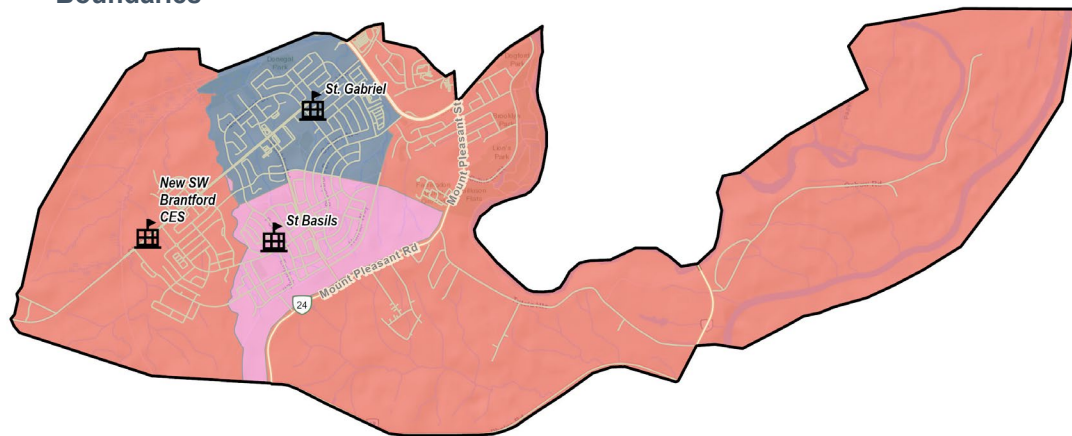 Boundaries
St. Gabriel
New SW
Brantford
CES
St Basils
Mount Pleasant St
Mount Pleasant Rd
24